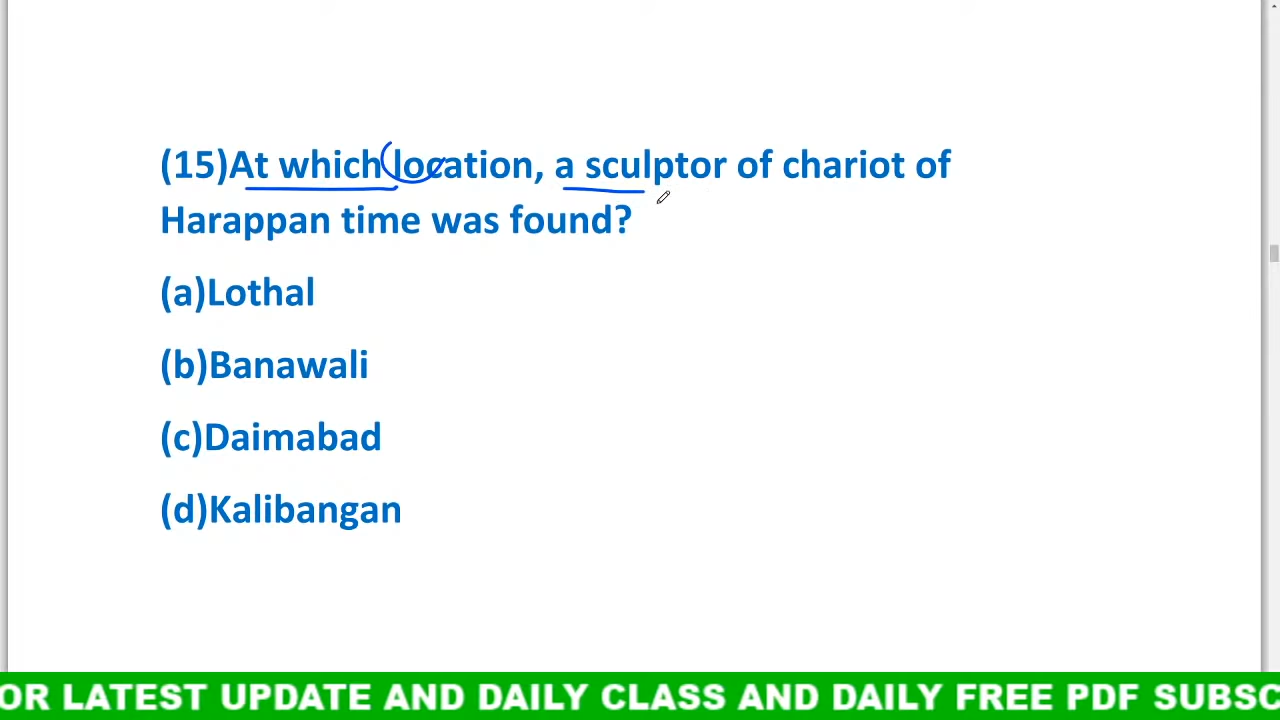 (15)At which location, a sculptor of chariot of
Harappan time was found?
(a)Lothal
(b)Banawali
(c)Daimabad
(d)Kalibangan
OR LATEST UPDATE AND DAILY CLASS AND DAILY FREE PDF SUBSC